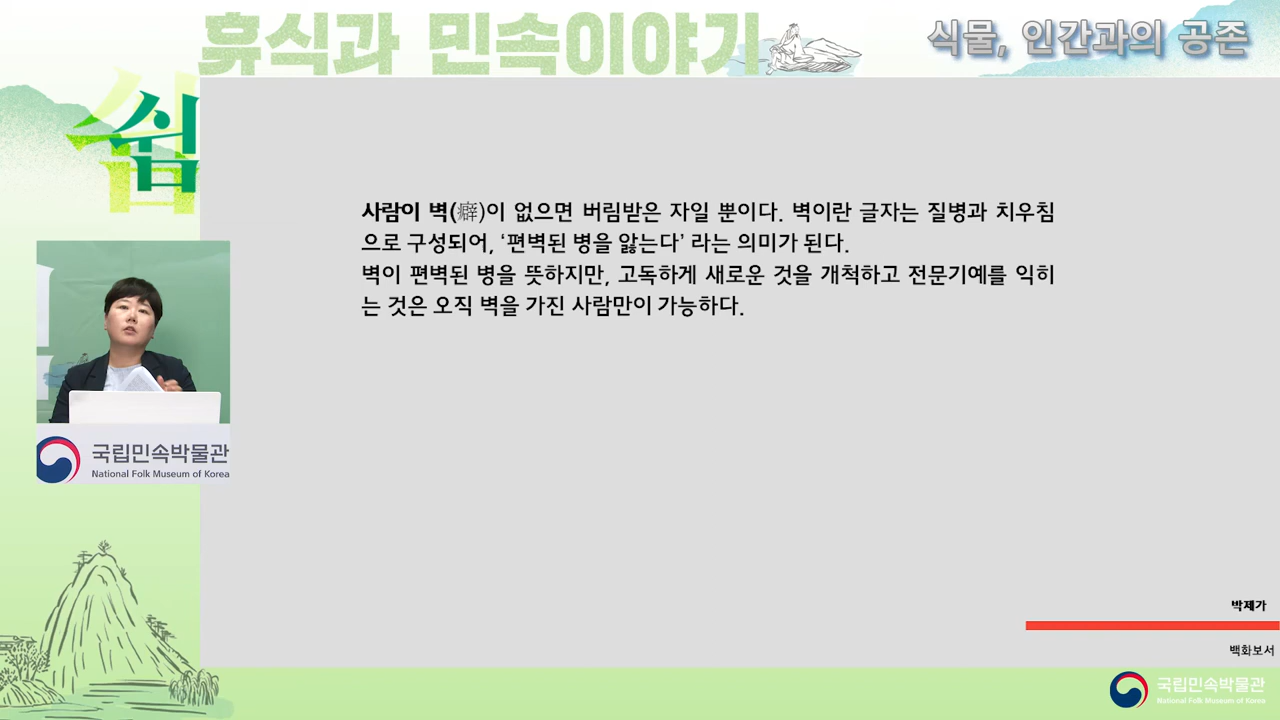 휴식과 민속이야기
식물, 인간과의 공존
쉼
사람이 벽(癖)이 없으면 버림받은 자일 뿐이다. 벽이란 글자는 질병과 치우침
으로 구성되어, ‘편벽된 병을 앓는다’ 라는 의미가 된다.
벽이 편벽된 병을 뜻하지만, 고독하게 새로운 것을 개척하고 전문기예를 익히
는 것은 오직 벽을 가진 사람만이 가능하다.
국립민속박물관
National Folk Museum of Korea
박제가
백화보서
국립민속박물관
National Folk Museum of Korea